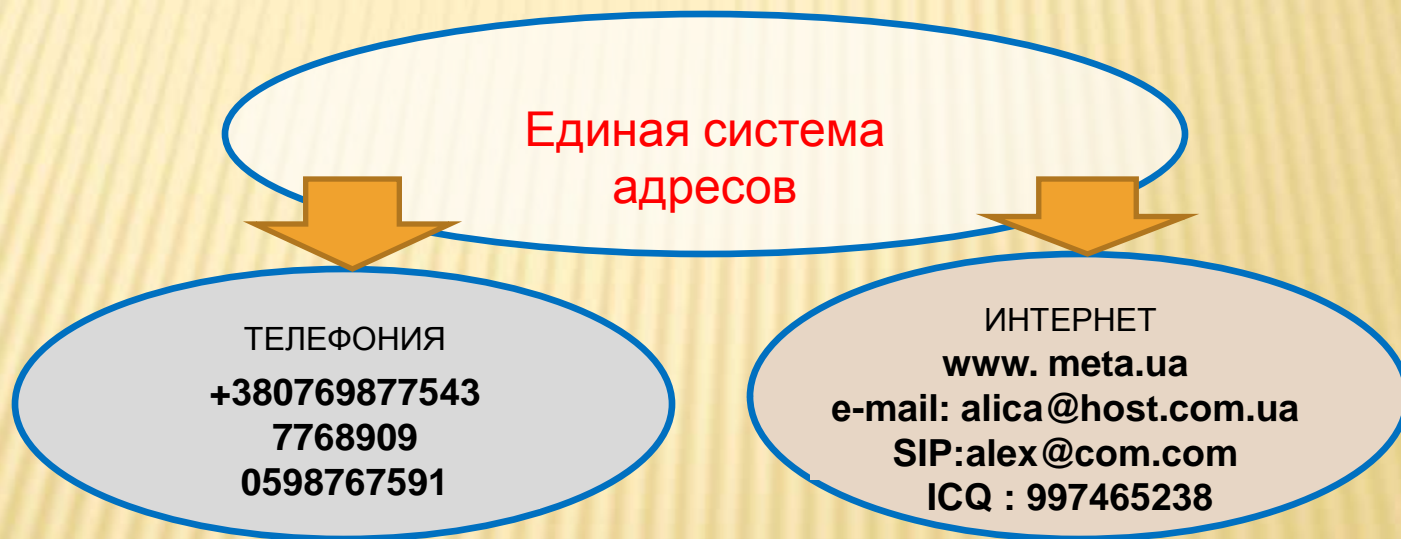 Единая система
адресов
ТЕЛЕФОНИЯ
+380769877543
7768909
0598767591
ИНТЕРНЕТ
www. meta.ua
e-mail: alica@host.com.ua
SIP:alex@com.com
ICQ : 997465238